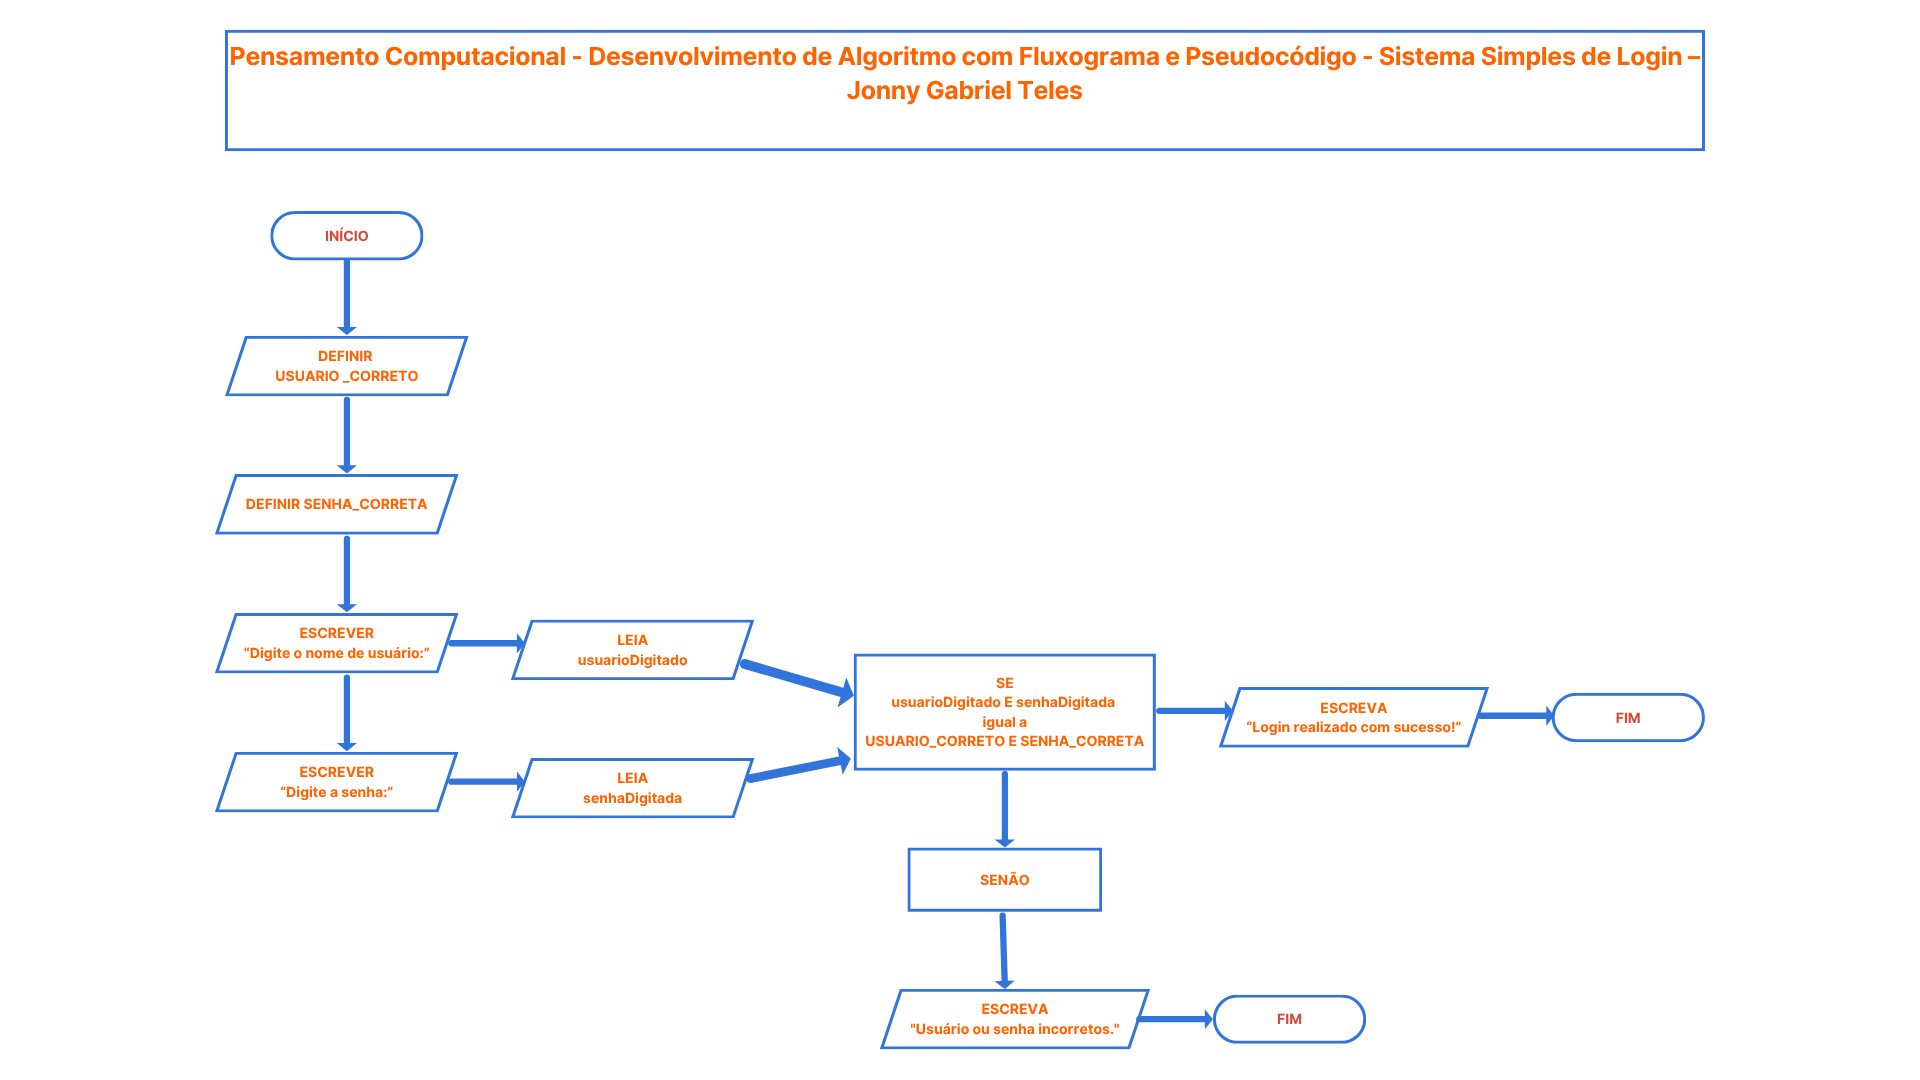 Pensamento Computacional - Desenvolvimento de Algoritmo com Fluxograma e Pseudocódigo - Sistema Simples de Login –
Jonny Gabriel Teles
INÍCIO
DEFINIR
USUARIO _CORRETO
DEFINIR SENHA_CORRETA
ESCREVER
“Digite o nome de usuário:”
LEIA
usuarioDigitado
ESCREVER
“Digite a senha:”
LEIA
senhaDigitada
SE
usuarioDigitado E senhaDigitada
igual a
USUARIO_CORRETO E SENHA_CORRETA
ESCREVA
“Login realizado com sucesso!”
FIM
SENÃO
ESCREVA
"Usuário ou senha incorretos."
FIM